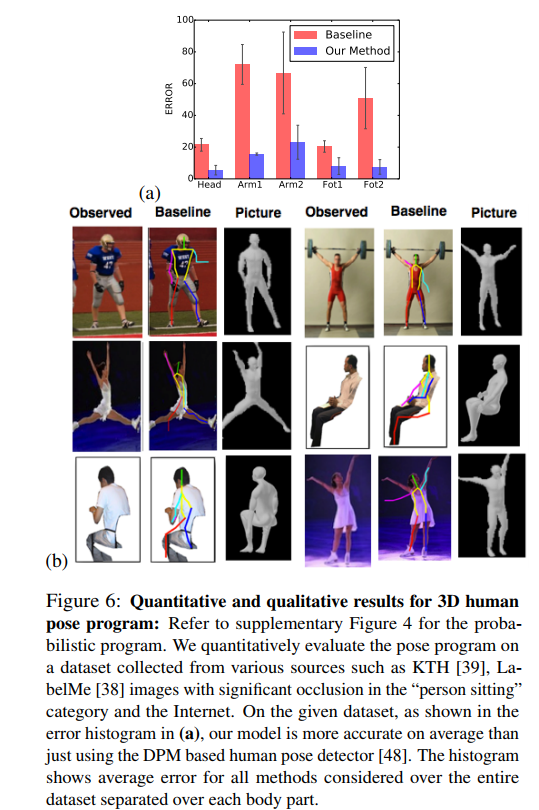 100
80
60
40
20
0
ERROR
Baseline
Our Method
Head Arm1 Arm2 Fot1 Fot2
(a)
Observed Baseline Picture Observed Baseline Picture
(b)
Figure 6: Quantitative and qualitative results for 3D human
pose program: Refer to supplementary Figure 4 for the proba-
bilistic program. We quantitatively evaluate the pose program on
a dataset collected from various sources such as KTH [39], La-
belMe [38] images with significant occlusion in the “person sitting”
category and the Internet. On the given dataset, as shown in the
error histogram in (a), our model is more accurate on average than
just using the DPM based human pose detector [48]. The histogram
shows average error for all methods considered over the entire
dataset separated over each body part.